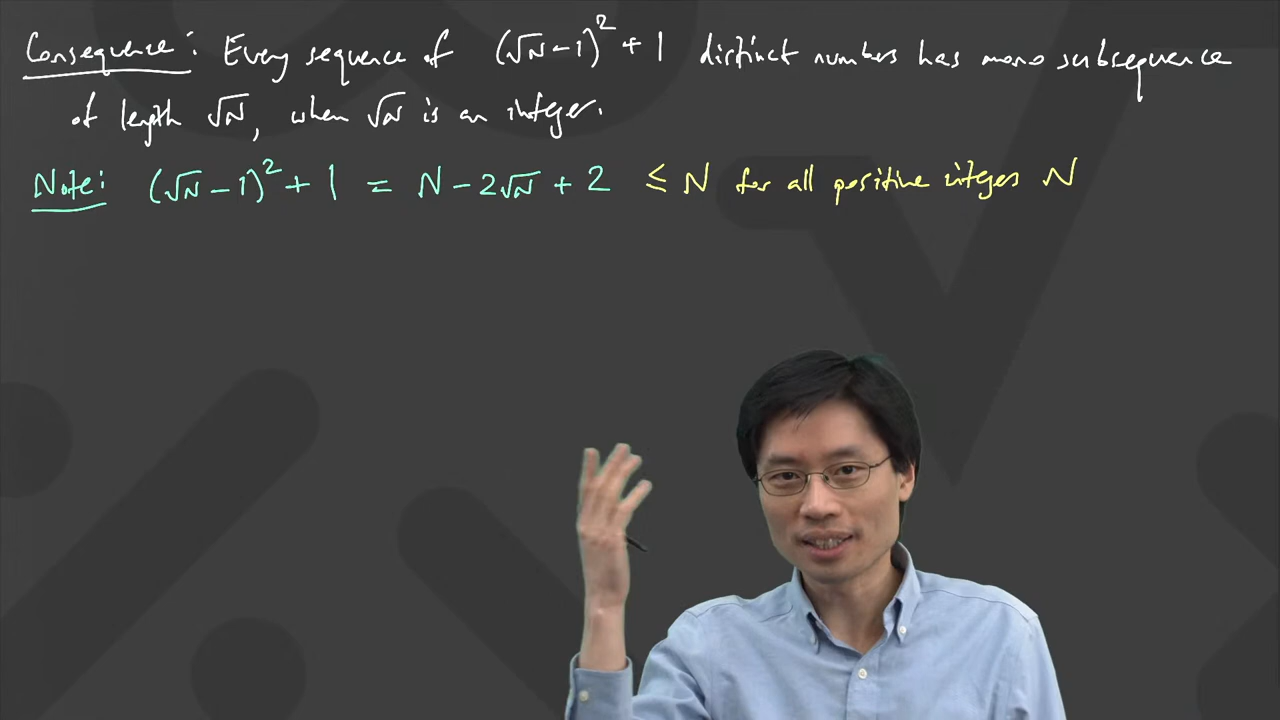 Consequence: Every sequence of (√N-1)² + 1 distinct numbers has mono subsequence
of length √N, when √N is an integer.
Note: (√N-1)² + 1 = N - 2√N + 2 ≤ N for all positive integers N